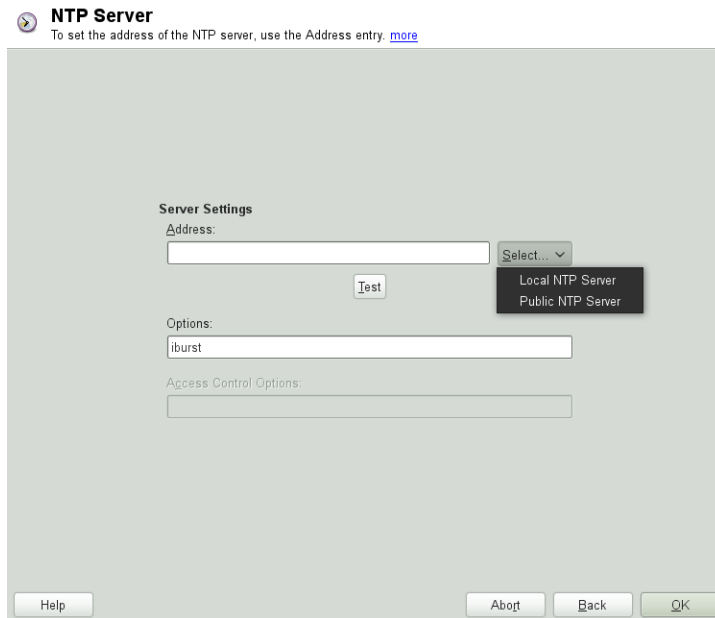 NTP Server
To set the address of the NTP server, use the Address entry. more
Server Settings
Address:
Select...
Local NTP Server
Public NTP Server
Test
Options:
iburst
Access Control Options:
Help
Abort
Back
OK